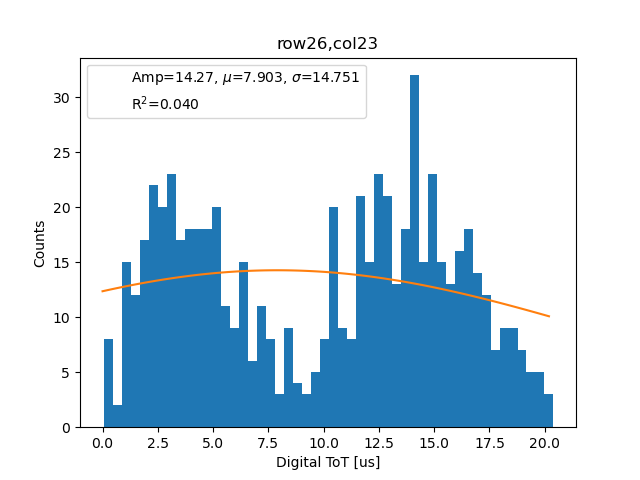 row26,col23
Amp=14.27, μ=7.903, σ=14.751
R²=0.040
Counts
30
25
20
15
10
5
0
0.0 2.5 5.0 7.5 10.0 12.5 15.0 17.5 20.0
Digital ToT [us]